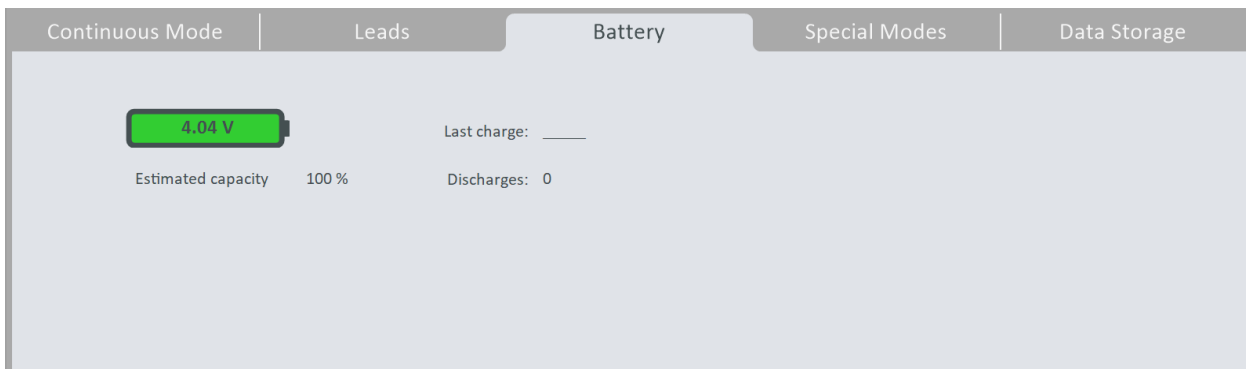 Continuous Mode Leads Battery Special Modes Data Storage
4.04 V
Last charge: _____
Estimated capacity 100 %
Discharges: 0